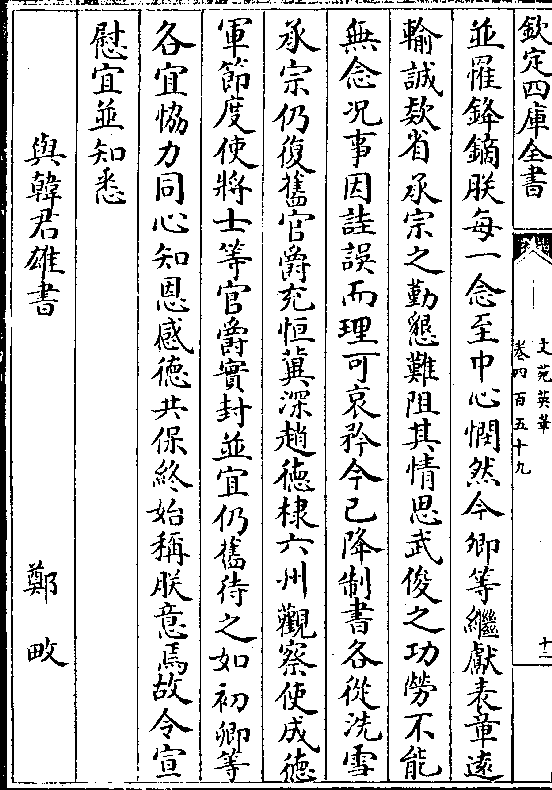 欽定四庫全書
文苑英華
卷四百五十九
十二
並罹鋒鏑朕每一念至中心憫然今卿等繼獻表章遠
輸誠欵省承宗之勤懇難阻其情思武俊之功勞不能
無念况事因詿誤而理可哀矜今已降制書各從洗雪
承宗仍復舊官爵充恒冀深趙德棣六州觀察使成德
軍節度使將士等官爵實封並宜仍舊待之如初卿等
各宜恊力同心知恩感德共保終始稱朕意焉故令宣
慰宜並知悉
與韓君雄書 鄭畋